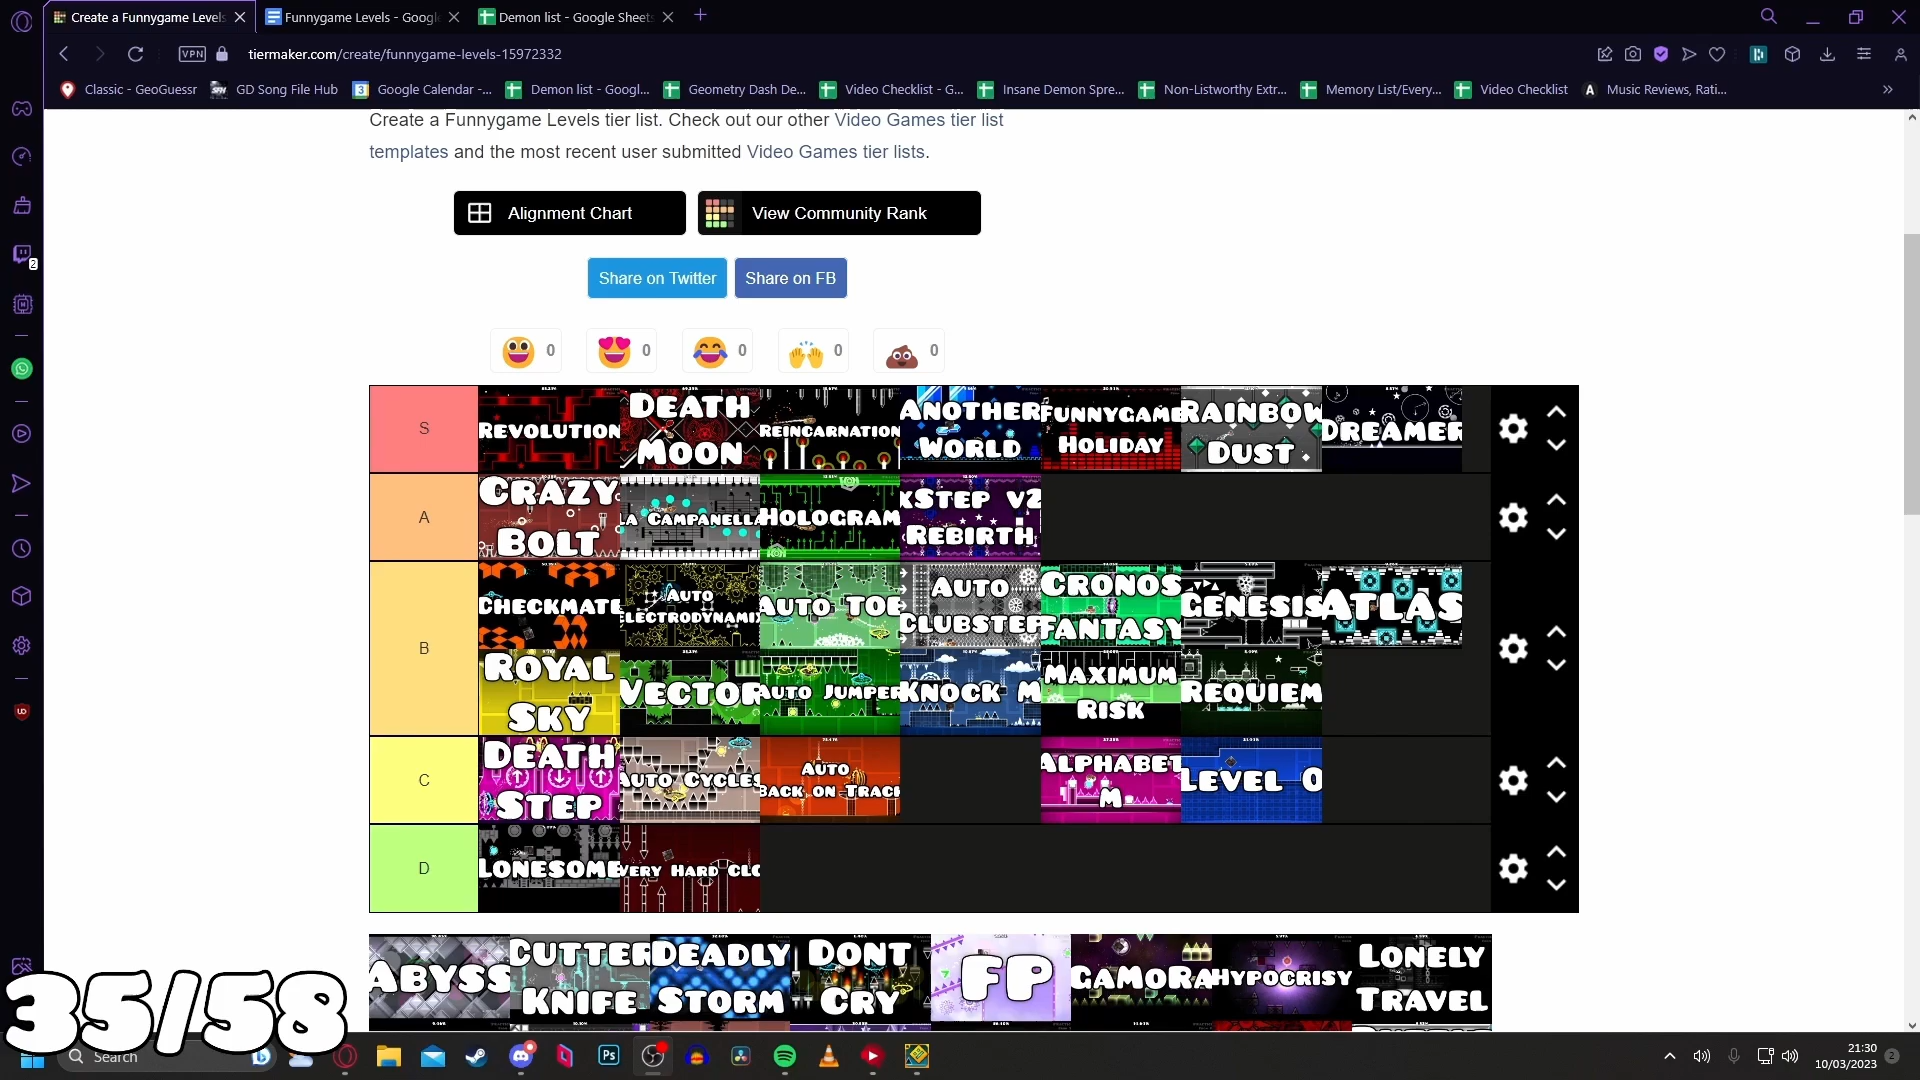 Create a Funnygame Levels
Funnygame Levels - Google
Demon list - Google Sheets
VPN
tiermaker.com/create/funnygame-levels-15972332
Classic - GeoGuessr
GD Song File Hub
Google Calendar -...
Demon list - Googl...
Geometry Dash De...
Video Checklist - G...
Insane Demon Spre...
Non-Listworthy Extr...
Memory List/Every...
Video Checklist
Music Reviews, Rati...
2
Create a Funnygame Levels tier list. Check out our other Video Games tier list
templates and the most recent user submitted Video Games tier lists.
Alignment Chart
View Community Rank
Share on Twitter
Share on FB
0
0
0
0
0
S
Revolution
Death
Moon
Reincarnation
Another
World
Funnygame
Holiday
Rainbow
Dust
Dreamer
A
Crazy
Bolt
La Campanella
Hologram
kStep v2
Rebirth
B
Checkmate
Auto
Electrodynamix
Auto TOE
Auto
Clubstep
Cronos
Fantasy
Genesis
Atlas
Royal
Sky
Vector
Auto Jumper
Knock M
Maximum
Risk
Requiem
C
Death
Step
Auto Cycles
Auto
Back on Track
Alphabet
M
Level 0
D
Lonesome
very hard clo
Abyss
Cutter
Knife
Deadly
Storm
Dont
Cry
FP
Gamora
Hypocrisy
Lonely
Travel
35/58
Search
21:30
10/03/2023
2